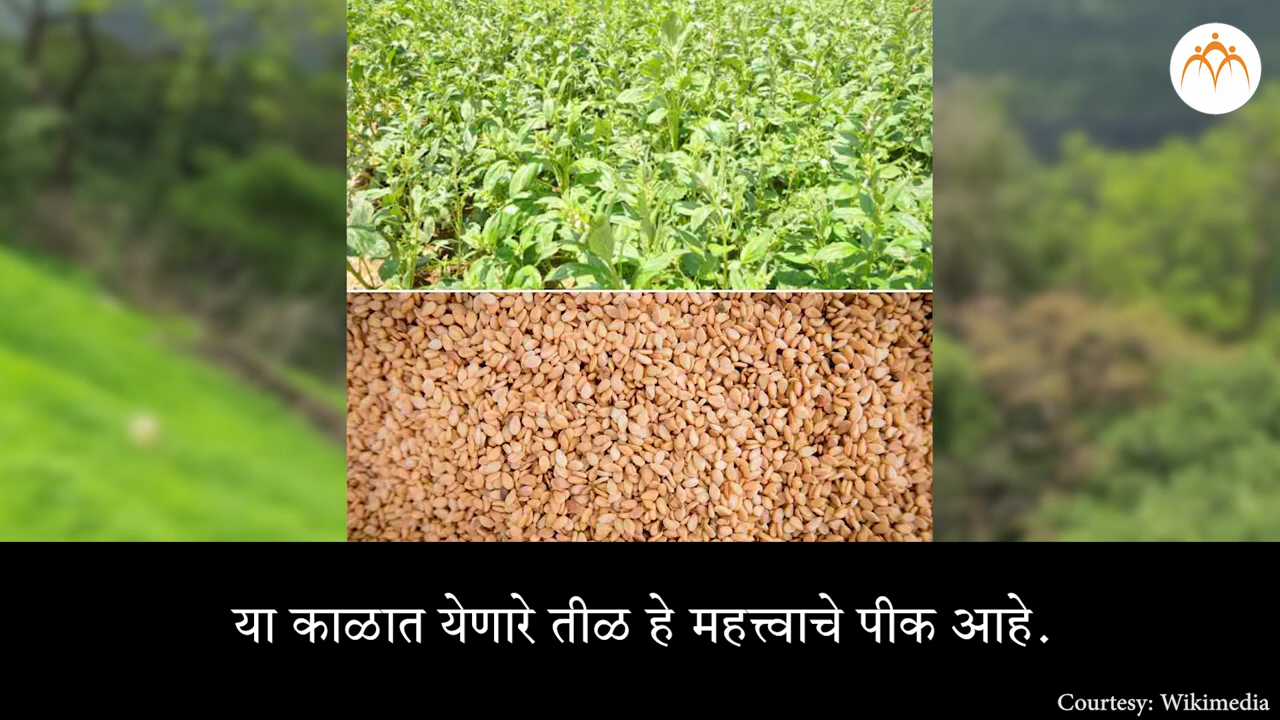 या काळात येणारे तीळ हे महत्त्वाचे पीक आहे.
Courtesy: Wikimedia